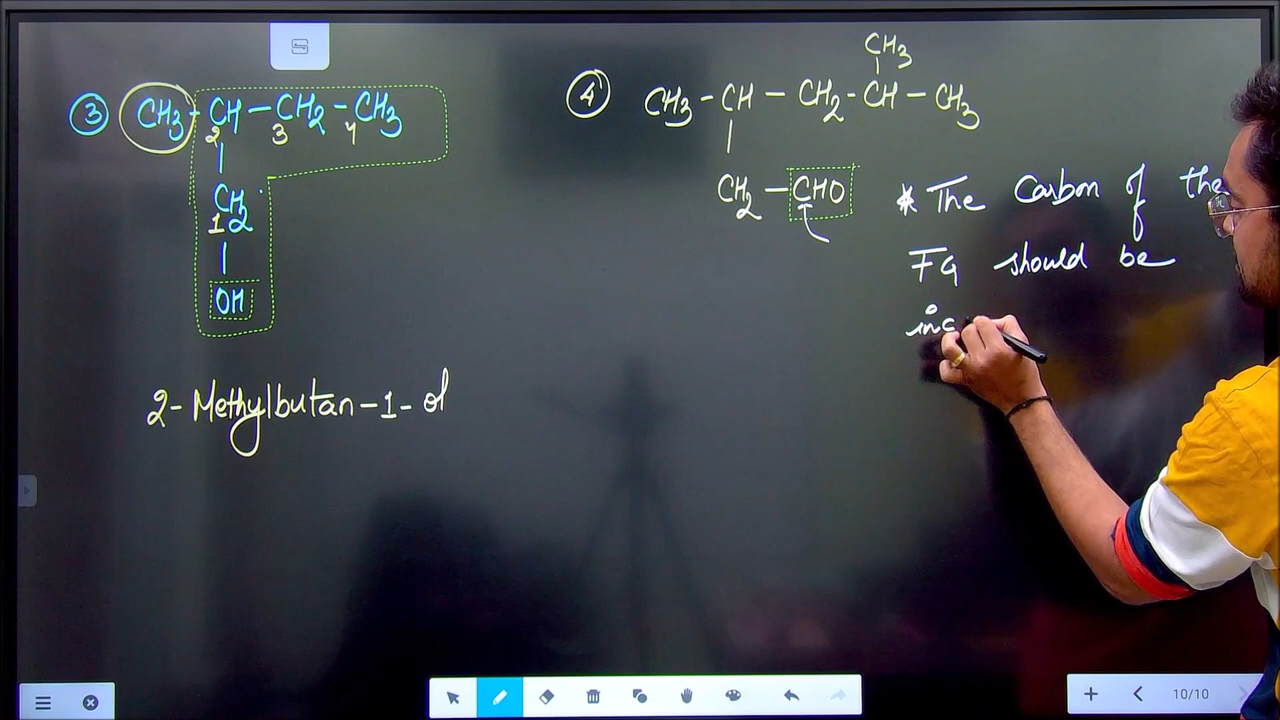 ③ CH3 - CH - CH2 - CH3
2 3 4
|
CH2
1
|
OH
2-Methylbutan-1-ol
CH3
|
④ CH3 - CH - CH2 - CH - CH3
|
CH2 - CHO
* The Carbon of the
FG should be
inc
10/10